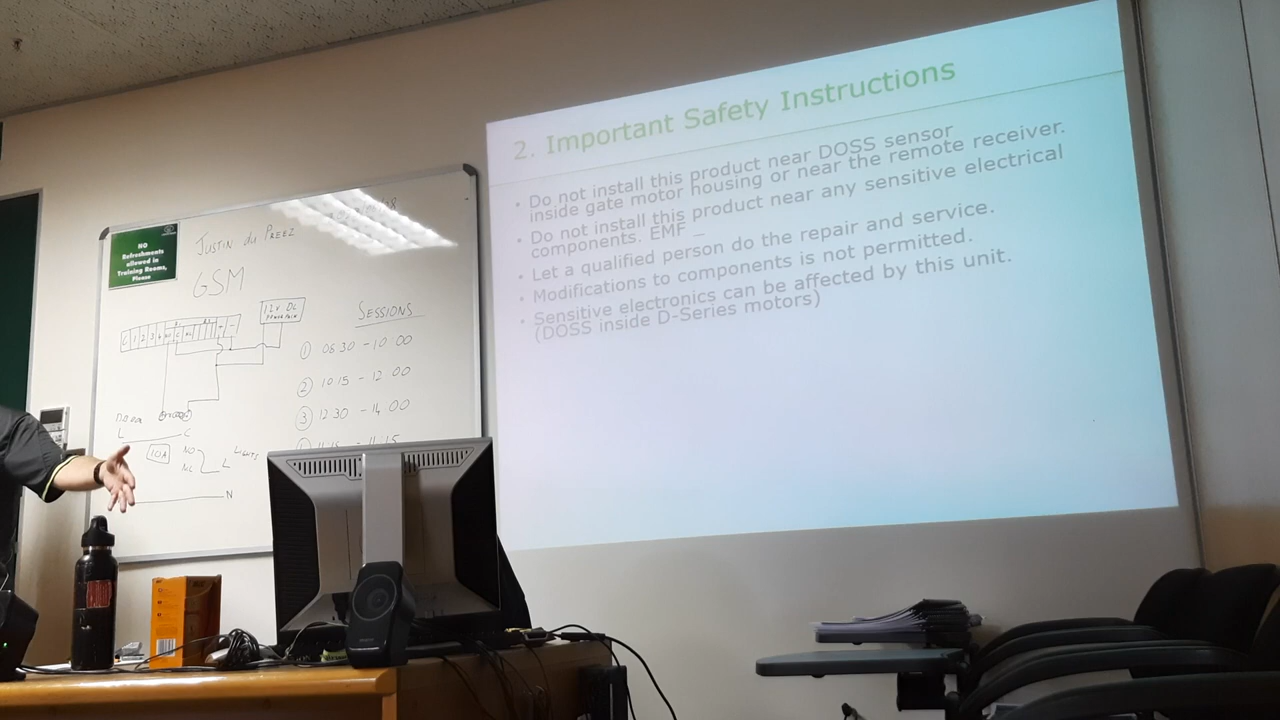 2. Important Safety Instructions
• Do not install this product near DOSS sensor
inside gate motor housing or near the remote receiver.
• Do not install this product near any sensitive electrical
components. EMF _
• Let a qualified person do the repair and service.
• Modifications to components is not permitted.
• Sensitive electronics can be affected by this unit.
(DOSS inside D-Series motors)
NO
Refreshments
allowed in
Training Rooms,
Please
JUSTIN du PREEZ
GSM
12V DC
SESSIONS
① 08 30 - 10 00
② 10 15 - 12 00
③ 12 30 - 14 00
L C
10A
NO
NC
L
LIGHTS
N